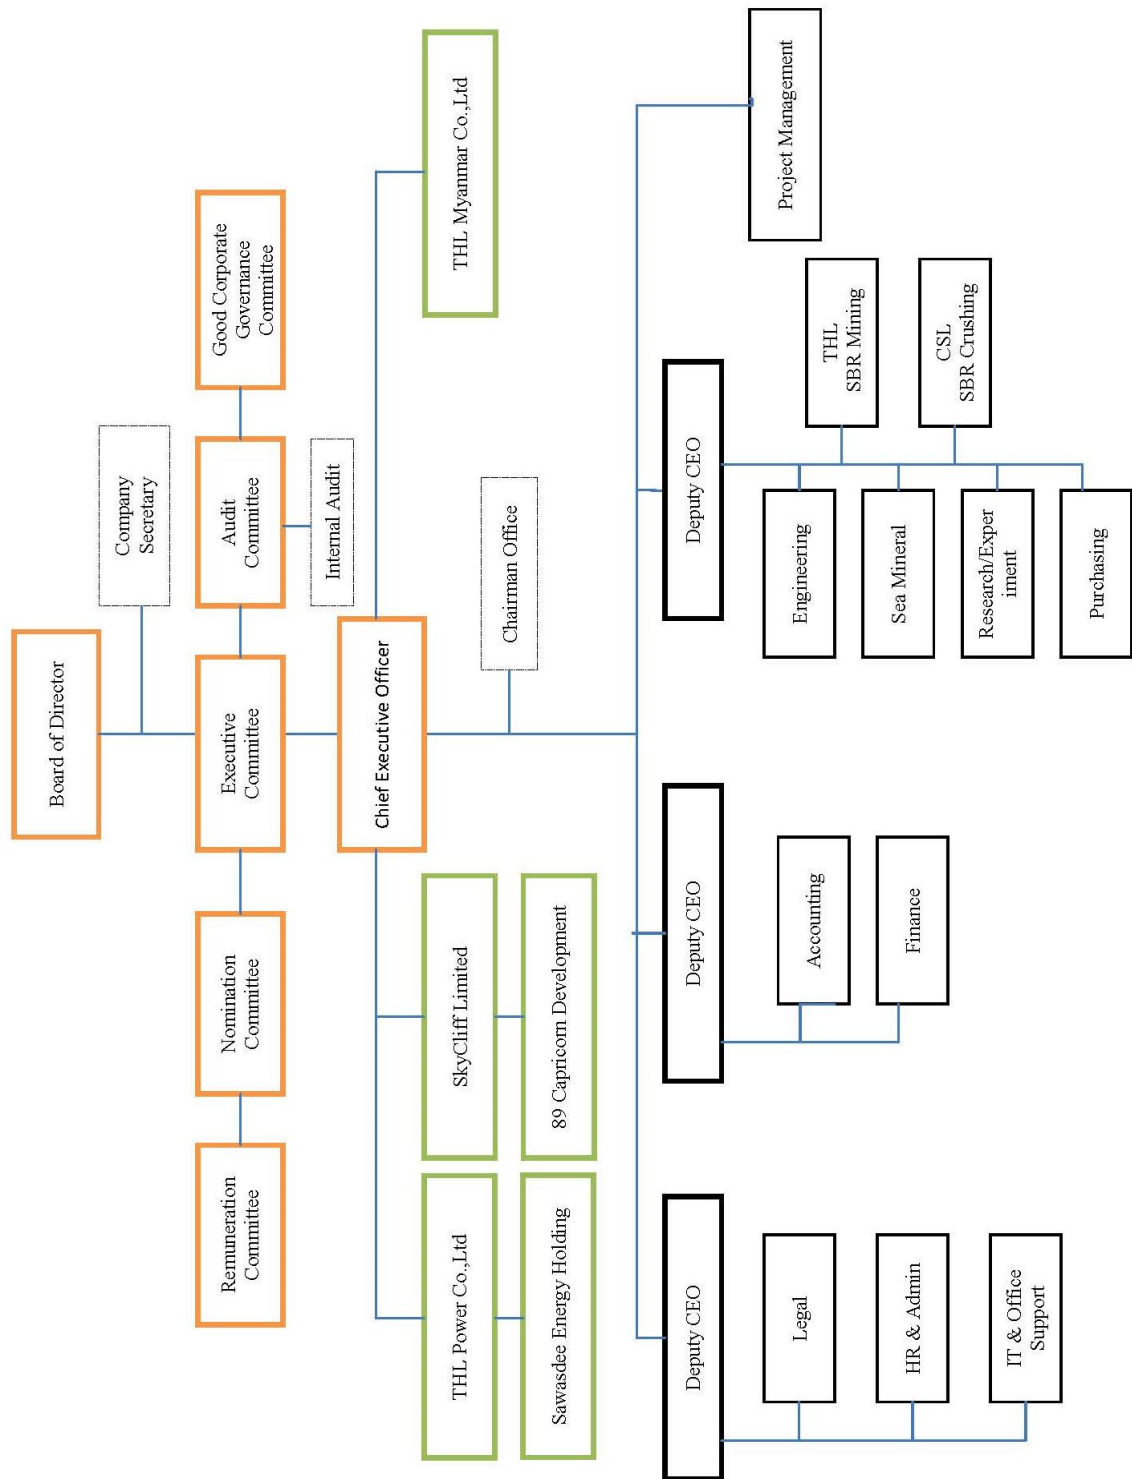 Board of Director
Company
Secretary
Remuneration
Committee
Nomination
Committee
Executive
Committee
Audit
Committee
Good Corporate
Governance
Committee
Internal Audit
Chief Executive Officer
THL Power Co.,Ltd
SkyCliff Limited
THL Myanmar Co.,Ltd
Sawasdee Energy Holding
89 Capricorn Development
Chairman Office
Deputy CEO
Deputy CEO
Deputy CEO
Project Management
Legal
HR & Admin
IT & Office
Support
Accounting
Finance
Engineering
THL
SBR Mining
Sea Mineral
CSL
SBR Crushing
Research/Exper
iment
Purchasing